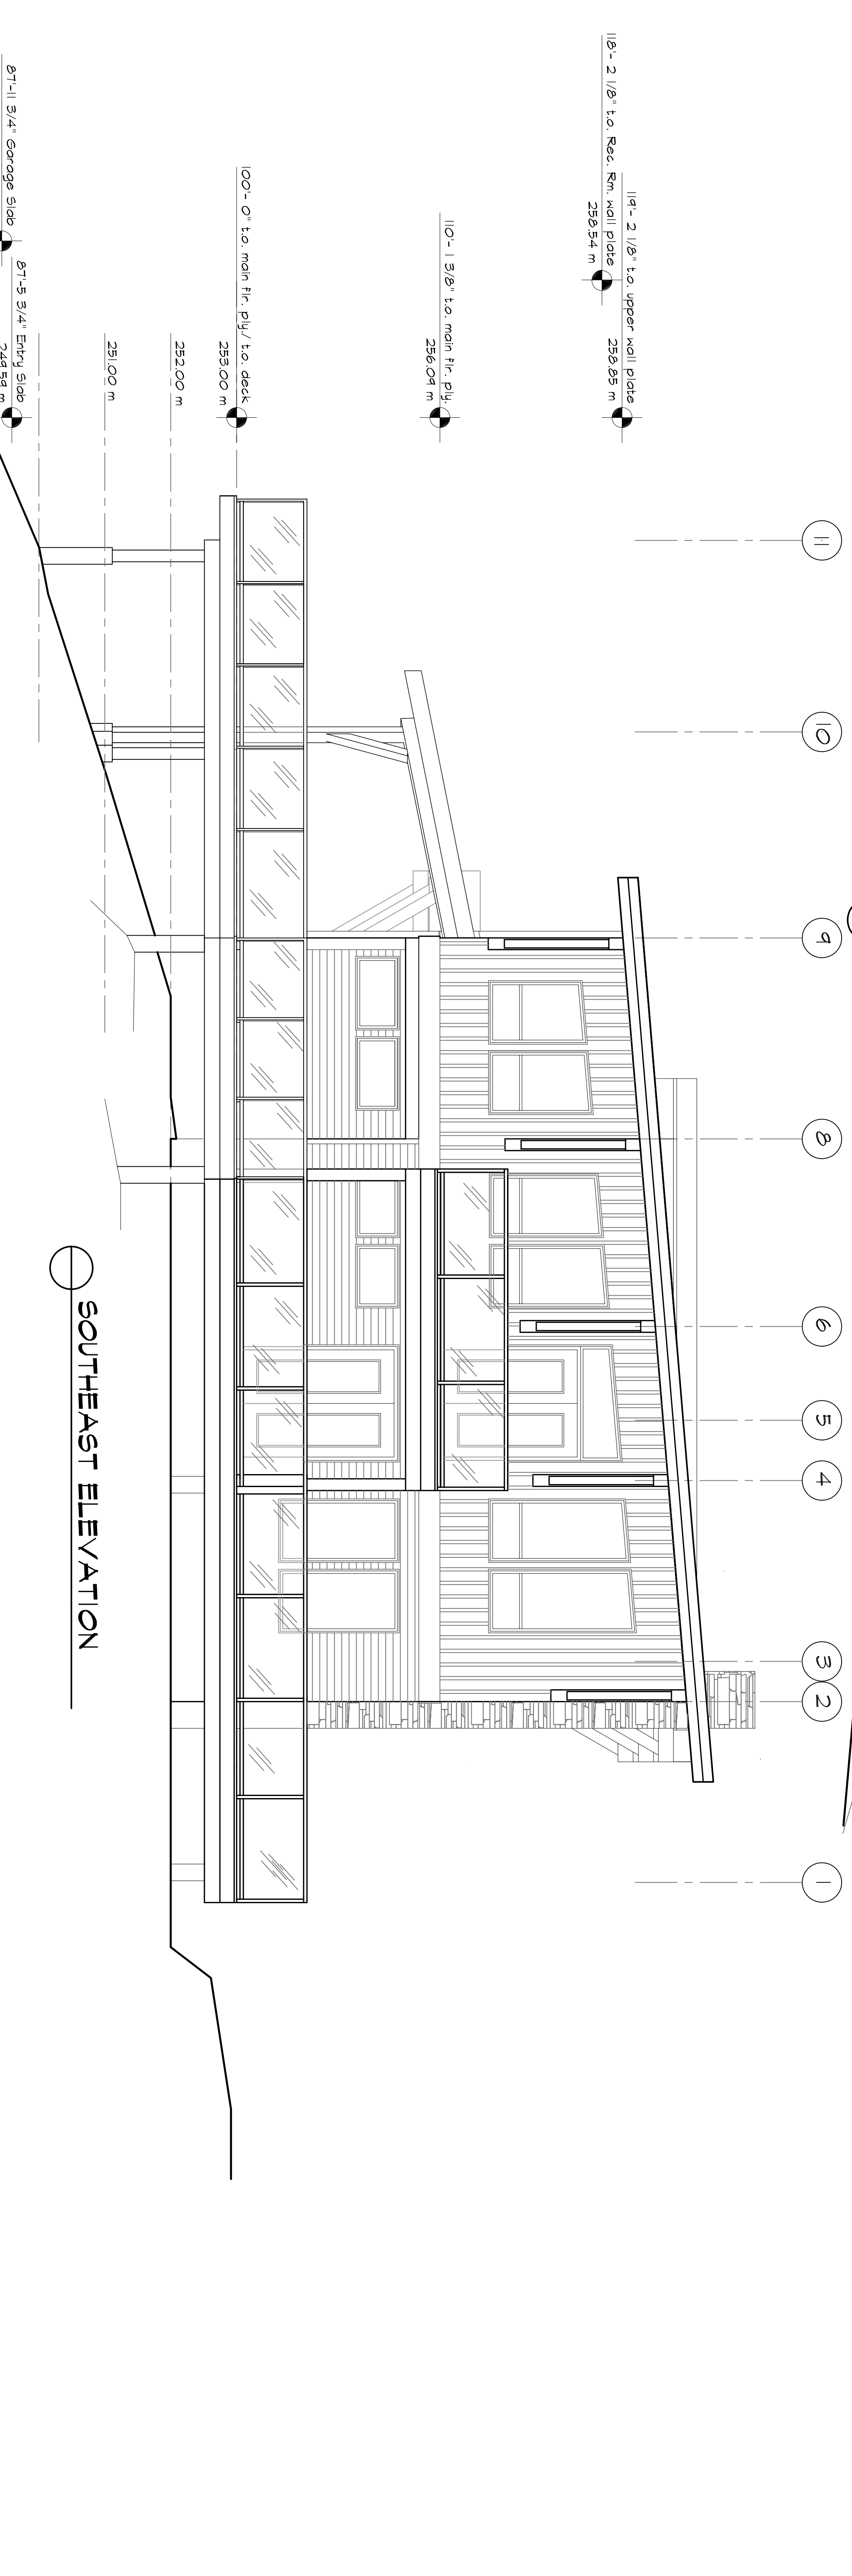 11 10 9 8 6 5 4 3 2 1
119'- 2 1/8" t.o. upper wall plate
258.85 m
118'- 2 1/8" t.o. Rec. Rm. wall plate
258.54 m
110'- 1 3/8" t.o. main flr. ply.
256.09 m
100'- 0" t.o. main flr. ply./ t.o. deck
253.00 m
252.00 m
251.00 m
SOUTHEAST ELEVATION
87'-5 3/4" Entry Slab
87'-11 3/4" Garage Slab